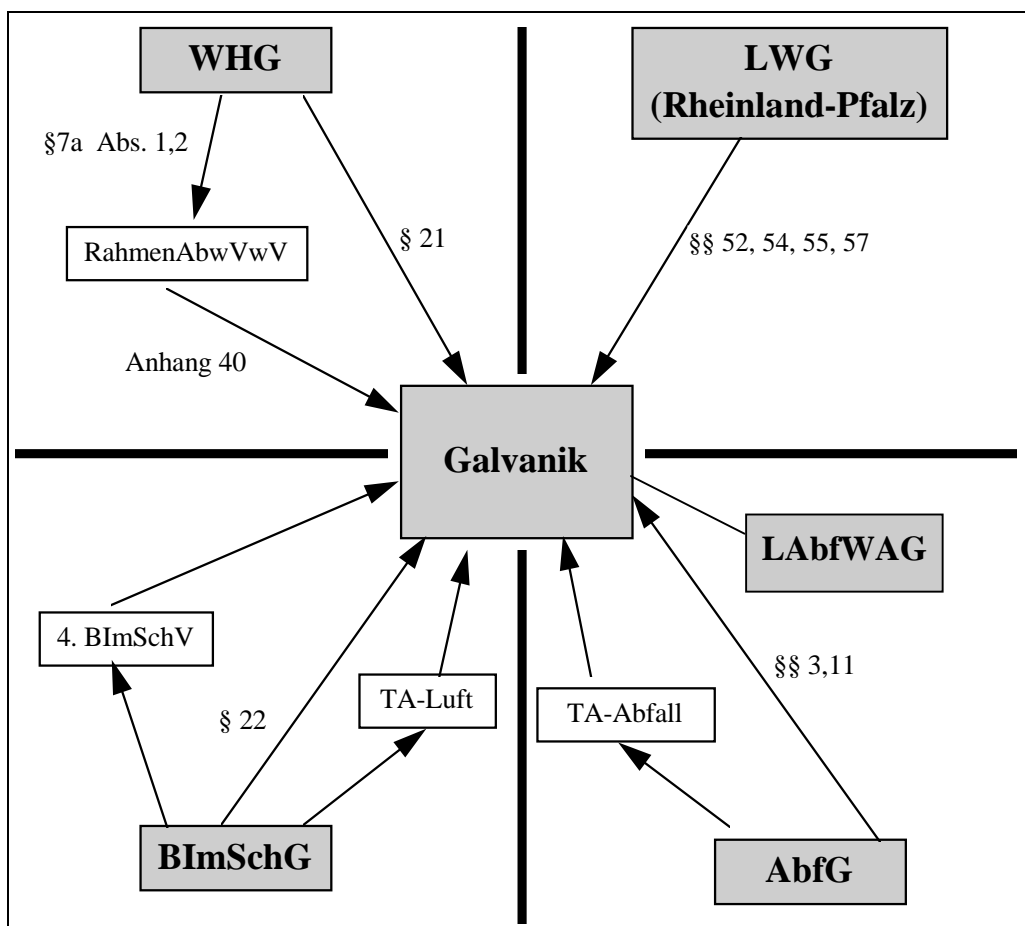 WHG
LWG
(Rheinland-Pfalz)
§7a Abs. 1,2
§ 21
§§ 52, 54, 55, 57
RahmenAbwVwV
Anhang 40
Galvanik
LAbfWAG
4. BImSchV
§ 22
TA-Luft
TA-Abfall
§§ 3,11
BImSchG
AbfG